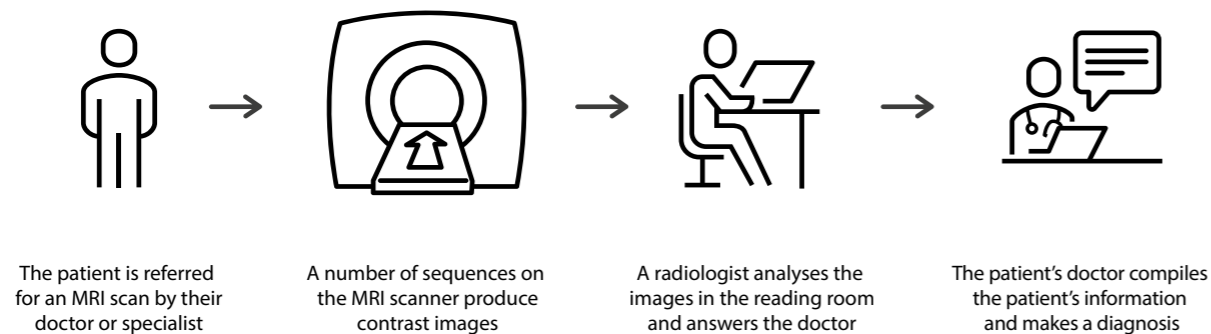 The patient is referred
for an MRI scan by their
doctor or specialist
A number of sequences on
the MRI scanner produce
contrast images
A radiologist analyses the
images in the reading room
and answers the doctor
The patient’s doctor compiles
the patient’s information
and makes a diagnosis